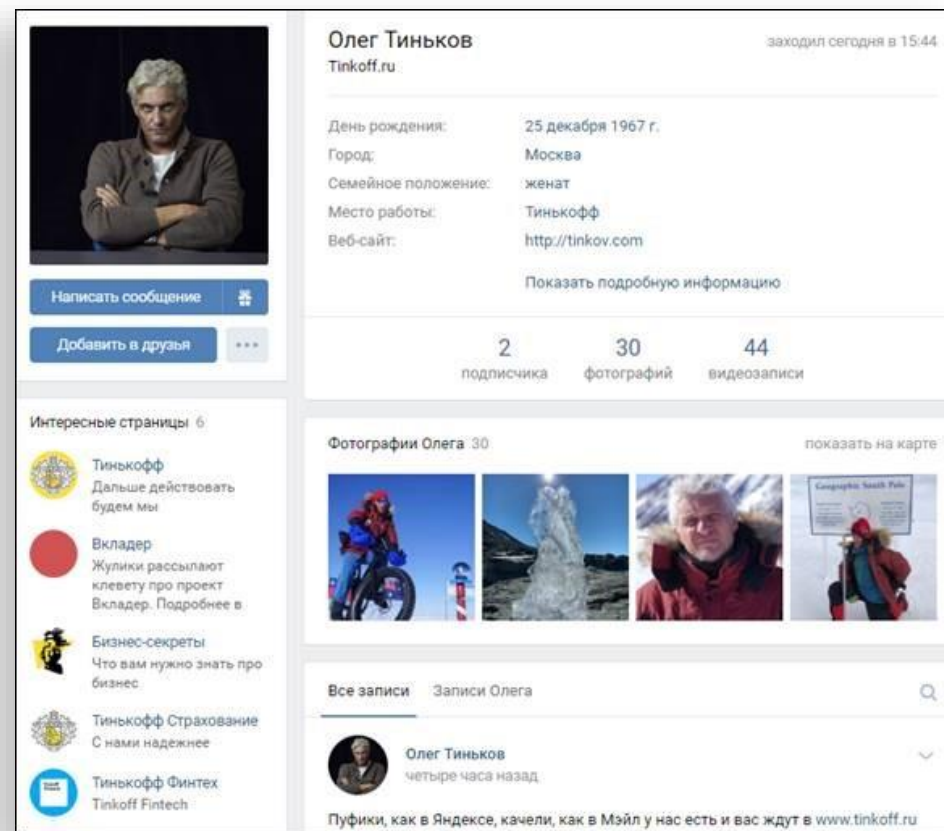 Олег Тиньков
заходил сегодня в 15:44
Tinkoff.ru
День рождения: 25 декабря 1967 г.
Город: Москва
Семейное положение: женат
Место работы: Тинькофф
Веб-сайт: http://tinkov.com
Показать подробную информацию
2 30 44
подписчика фотографий видеозаписи
Написать сообщение
Добавить в друзья
Интересные страницы 6
Тинькофф
Дальше действовать
будем мы
Вкладер
Жулики рассылают
клевету про проект
Вкладер. Подробнее в
Бизнес-секреты
Что вам нужно знать про
бизнес
Тинькофф Страхование
С нами надежнее
Тинькофф Финтех
Tinkoff Fintech
Фотографии Олега 30
показать на карте
Geographic South Pole
Все записи Записи Олега
Олег Тиньков
четыре часа назад
Пуфики, как в Яндексе, качели, как в Мэйл у нас есть и вас ждут в www.tinkoff.ru